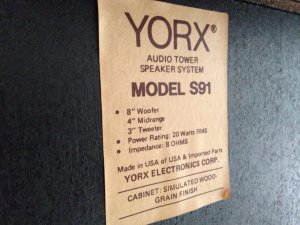 YORX®
AUDIO TOWER
SPEAKER SYSTEM
MODEL S91
• 8" Woofer
4" Midrange
3" Tweeter
• Power Rating: 20 Watts RMS
• Impedance: 8 OHMS
Made in USA of USA & Imported Parts
YORX ELECTRONICS CORP.
CABINET: SIMULATED WOOD-
GRAIN FINISH